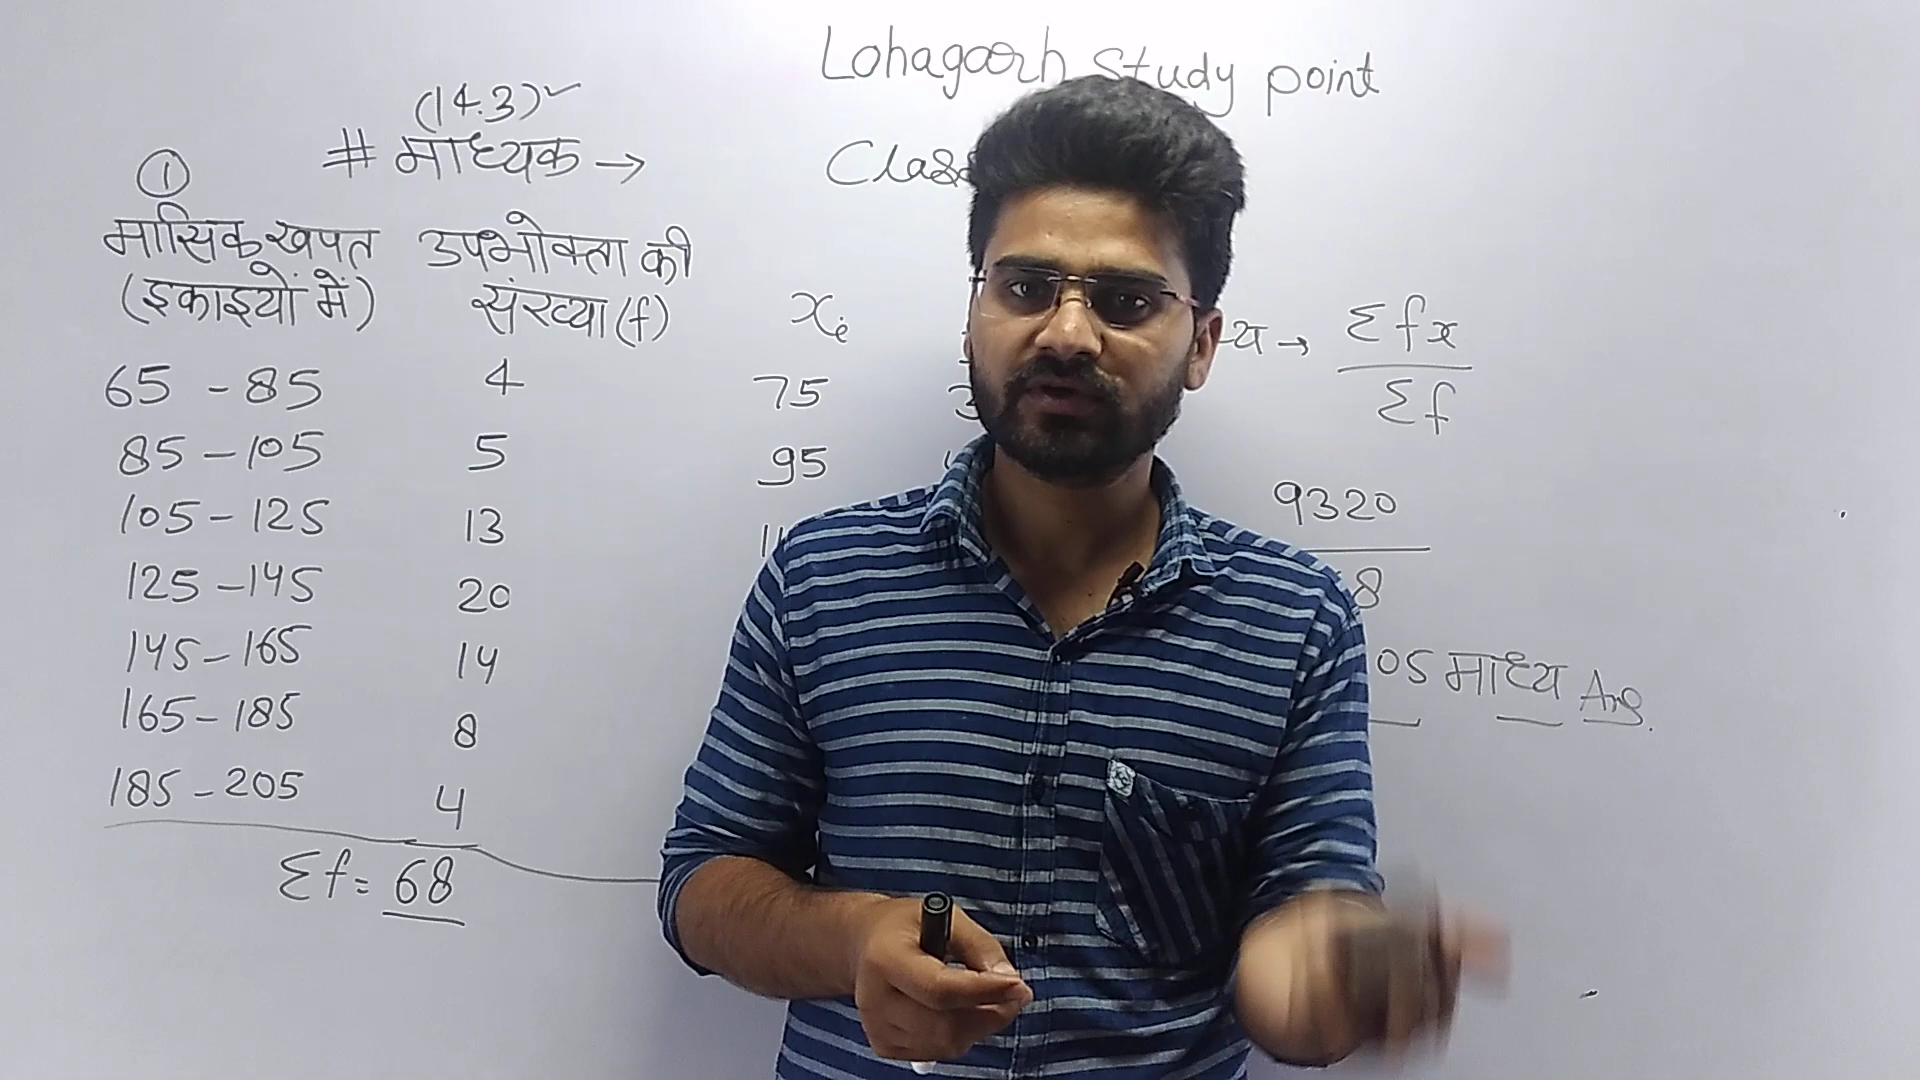 Lohagarh Study point
(14.3)
# माध्यक →
①
मासिक खपत उपभोक्ता की
(इकाइयों में) संख्या (f) xᵢ
→ Σfx
Σf
65 - 85 4 75
85 - 105 5 95
105 - 125 13
9320
125 - 145 20 8
145 - 165 14
05 माध्य Ans.
165 - 185 8
185 - 205 4
Σf = 68